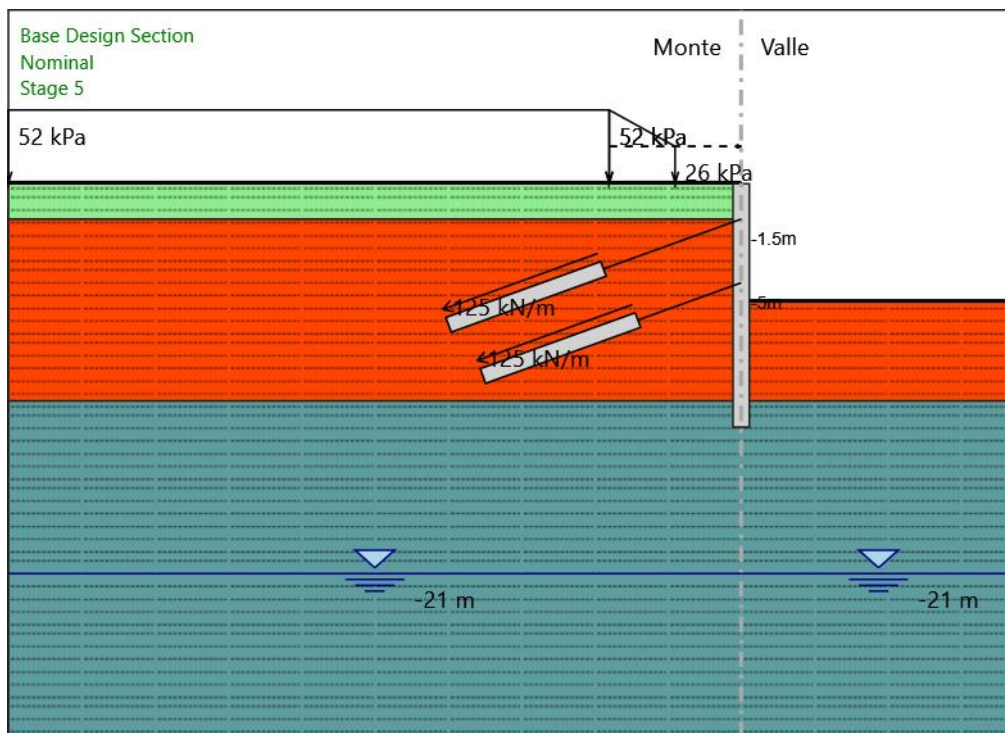 Base Design Section
Nominal
Stage 5
Monte
Valle
52 kPa
52 kPa
26 kPa
-1.5m
125 kN/m
-5m
125 kN/m
-21 m
-21 m